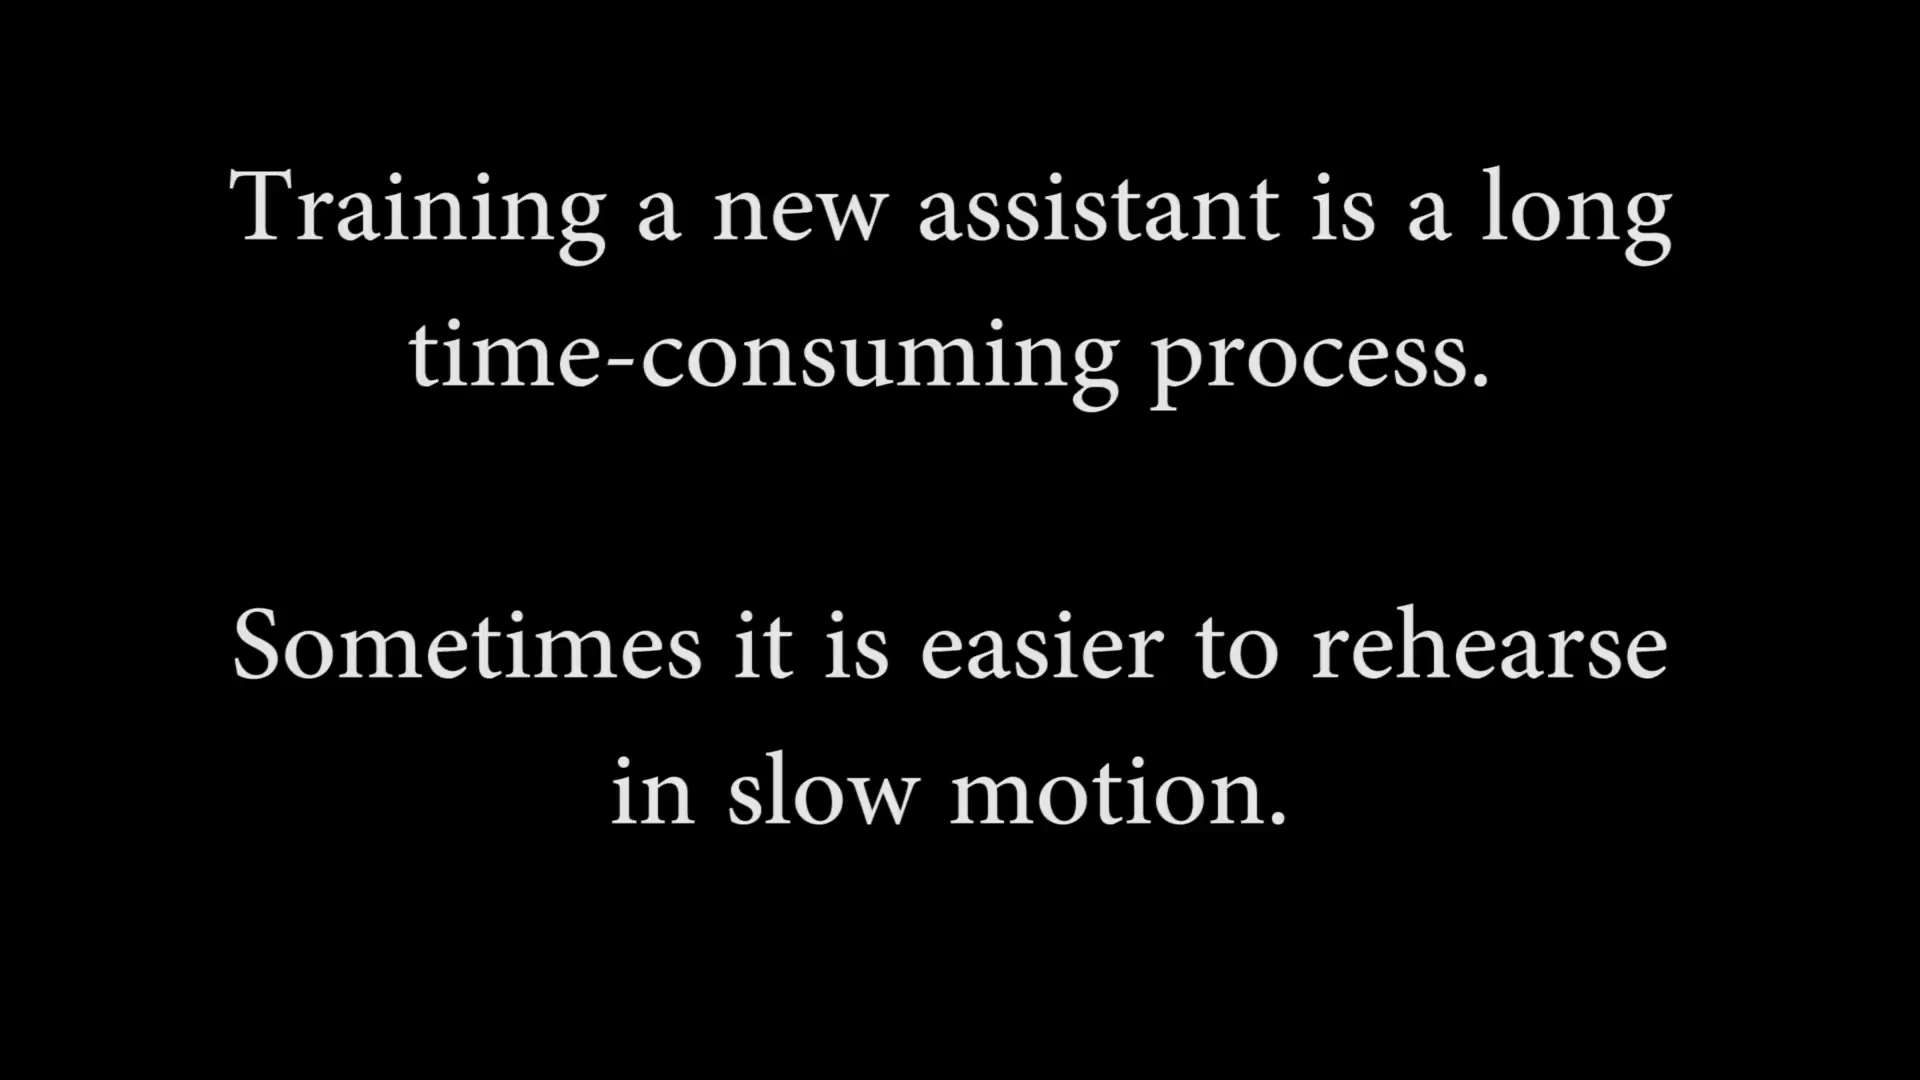 Training a new assistant is a long
time-consuming process.
Sometimes it is easier to rehearse
in slow motion.